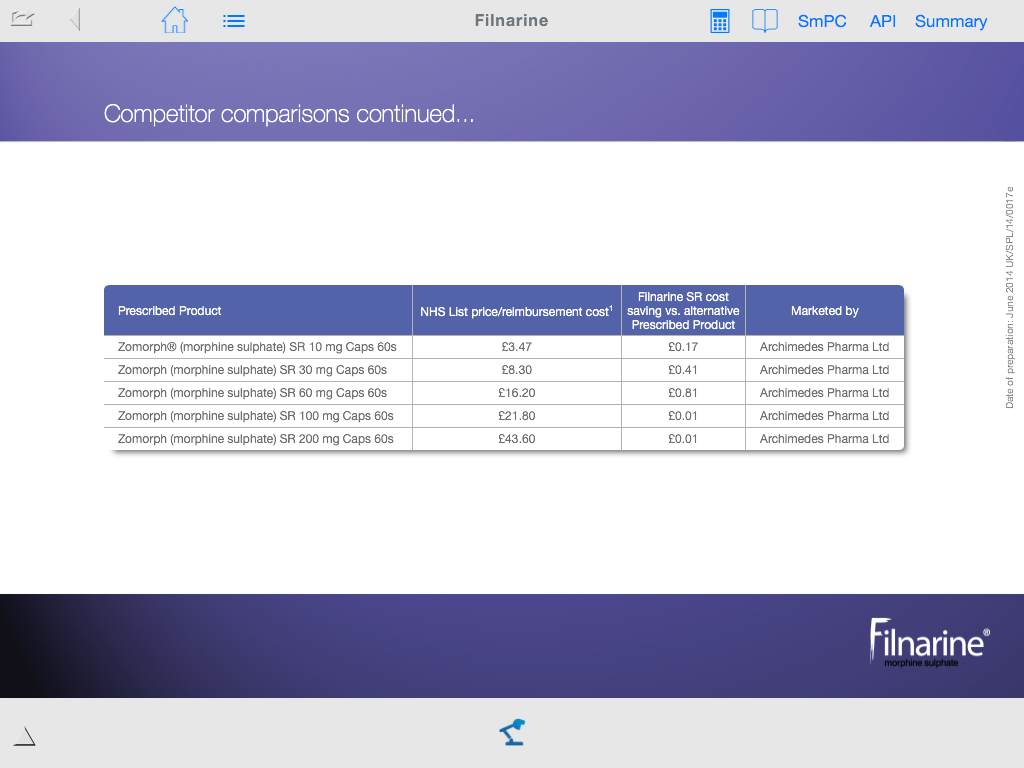 Filnarine
SmPC API Summary
Competitor comparisons continued...
Date of preparation: June 2014 UK/SPL/14/0017e
Prescribed Product
NHS List price/reimbursement cost¹
Filnarine SR cost
saving vs. alternative
Prescribed Product
Marketed by
Zomorph® (morphine sulphate) SR 10 mg Caps 60s £3.47 £0.17 Archimedes Pharma Ltd
Zomorph (morphine sulphate) SR 30 mg Caps 60s £8.30 £0.41 Archimedes Pharma Ltd
Zomorph (morphine sulphate) SR 60 mg Caps 60s £16.20 £0.81 Archimedes Pharma Ltd
Zomorph (morphine sulphate) SR 100 mg Caps 60s £21.80 £0.01 Archimedes Pharma Ltd
Zomorph (morphine sulphate) SR 200 mg Caps 60s £43.60 £0.01 Archimedes Pharma Ltd
Filnarine®
morphine sulphate